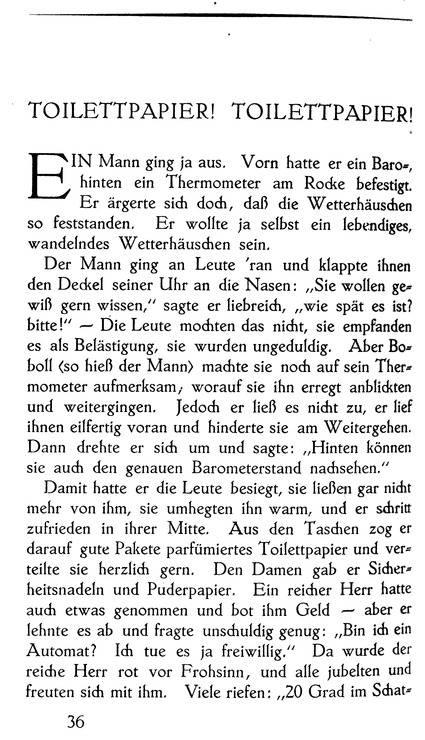 TOILETTPAPIER! TOILETTPAPIER!
EIN Mann ging ja aus. Vorn hatte er ein Baro-,
hinten ein Thermometer am Rocke befestigt.
Er ärgerte sich doch, daß die Wetterhäuschen
so feststanden. Er wollte ja selbst ein lebendiges,
wandelndes Wetterhäuschen sein.
Der Mann ging an Leute 'ran und klappte ihnen
den Deckel seiner Uhr an die Nasen: „Sie wollen ge-
wiß gern wissen,“ sagte er liebreich, „wie spät es ist?
bitte!“ — Die Leute mochten das nicht, sie empfanden
es als Belästigung, sie wurden ungeduldig. Aber Bo-
boll (so hieß der Mann) machte sie noch auf sein Ther-
mometer aufmerksam, worauf sie ihn erregt anblickten
und weitergingen. Jedoch er ließ es nicht zu, er lief
ihnen eilfertig voran und hinderte sie am Weitergehen.
Dann drehte er sich um und sagte: „Hinten können
sie auch den genauen Barometerstand nachsehen.“
Damit hatte er die Leute besiegt, sie ließen gar nicht
mehr von ihm, sie umhegten ihn warm, und er schritt
zufrieden in ihrer Mitte. Aus den Taschen zog er
darauf gute Pakete parfümiertes Toilettpapier und ver-
teilte sie herzlich gern. Den Damen gab er Sicher-
heitsnadeln und Puderpapier. Ein reicher Herr hatte
auch etwas genommen und bot ihm Geld — aber er
lehnte es ab und fragte unschuldig genug: „Bin ich ein
Automat? Ich tue es ja freiwillig.“ Da wurde der
reiche Herr rot vor Frohsinn, und alle jubelten und
freuten sich mit ihm. Viele riefen: „20 Grad im Schat-
36